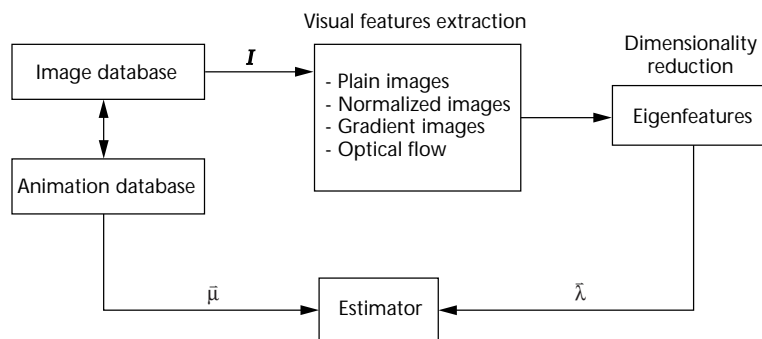 Visual features extraction
Image database
I
- Plain images
- Normalized images
- Gradient images
- Optical flow
Dimensionality
reduction
Eigenfeatures
Animation database
μ̄
Estimator
λ̄